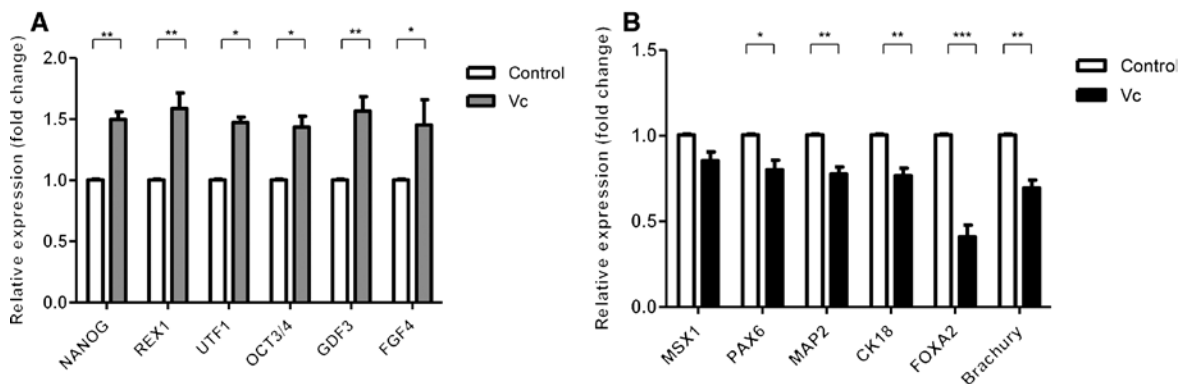 A
** ** * * ** *
Relative expression (fold change)
2.0
1.5
1.0
0.5
0.0
NANOG
REX1
UTF1
OCT3/4
GDF3
FGF4
Control
Vc
B
* ** ** *** **
Relative expression (fold change)
1.5
1.0
0.5
0.0
MSX1
PAX6
MAP2
CK18
FOXA2
Brachury
Control
Vc